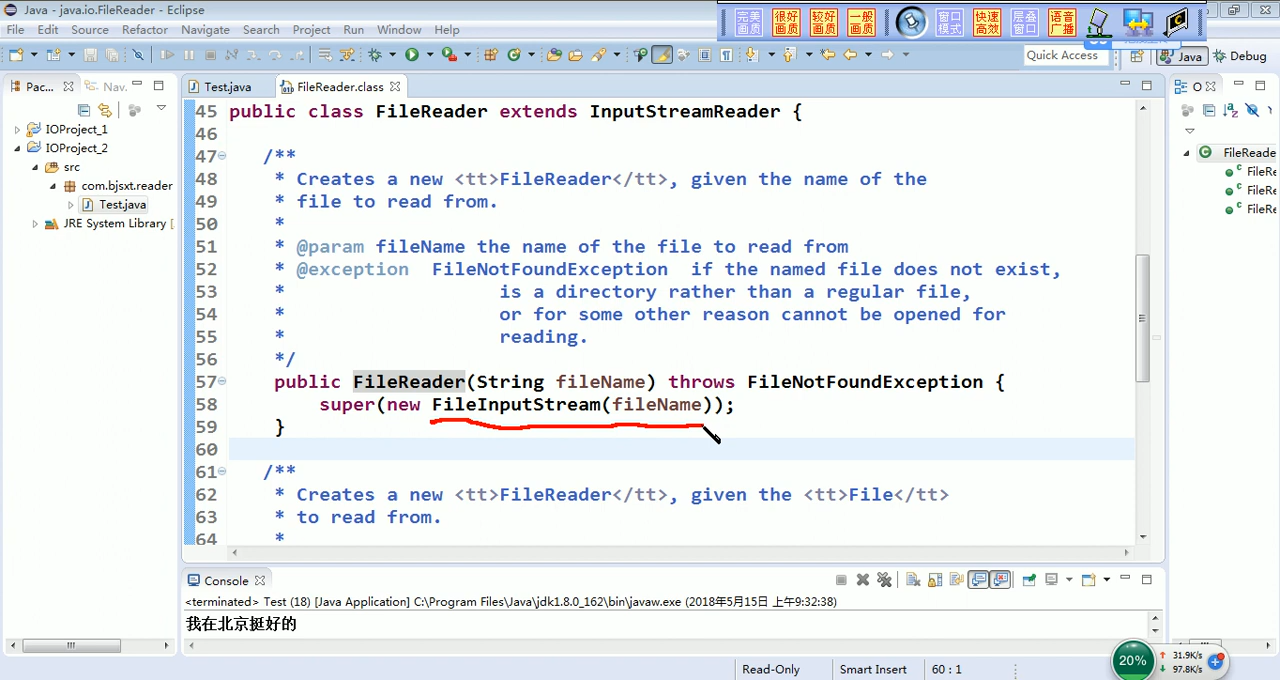 Java - java.io.FileReader - Eclipse
File Edit Source Refactor Navigate Search Project Run Window Help
完美画质 很好画质 较好画质 一般画质 窗口模式 快速高效 层叠窗口 语音广播
Quick Access Java Debug
Pac... Nav.
IOProject_1
IOProject_2
src
com.bjsxt.reader
Test.java
JRE System Library [
Test.java FileReader.class
45 public class FileReader extends InputStreamReader {
46
47 /**
48 * Creates a new <tt>FileReader</tt>, given the name of the
49 * file to read from.
50 *
51 * @param fileName the name of the file to read from
52 * @exception FileNotFoundException if the named file does not exist,
53 * is a directory rather than a regular file,
54 * or for some other reason cannot be opened for
55 * reading.
56 */
57 public FileReader(String fileName) throws FileNotFoundException {
58 super(new FileInputStream(fileName));
59 }
60
61 /**
62 * Creates a new <tt>FileReader</tt>, given the <tt>File</tt>
63 * to read from.
64 *
O
FileReade
FileRe
FileRe
FileRe
Console
<terminated> Test (18) [Java Application] C:\Program Files\Java\jdk1.8.0_162\bin\javaw.exe (2018年5月15日 上午9:32:38)
我在北京挺好的
Read-Only Smart Insert 60 : 1
20% 31.9K/s
97.8K/s